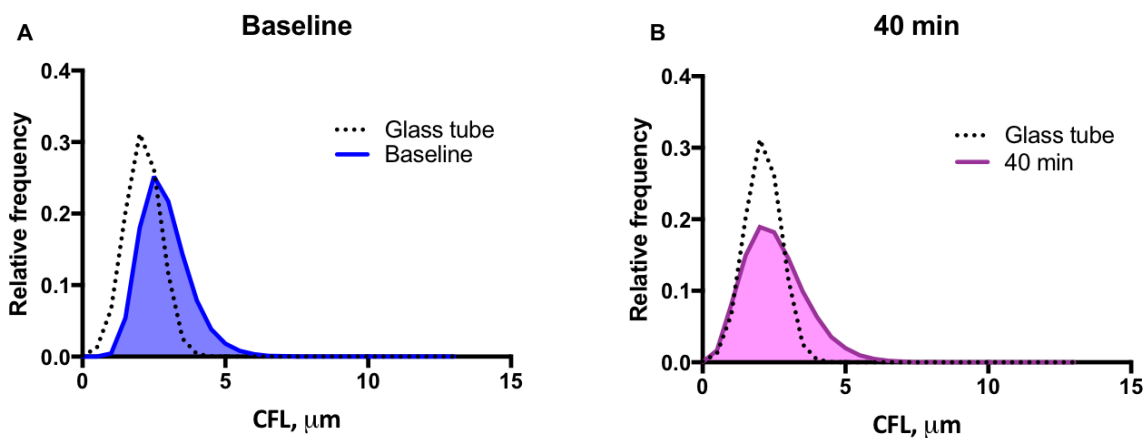 A
Baseline
0.4
0.3
0.2
0.1
0.0
Relative frequency
Glass tube
Baseline
0
5
10
15
CFL, μm
B
40 min
0.4
0.3
0.2
0.1
0.0
Relative frequency
Glass tube
40 min
0
5
10
15
CFL, μm